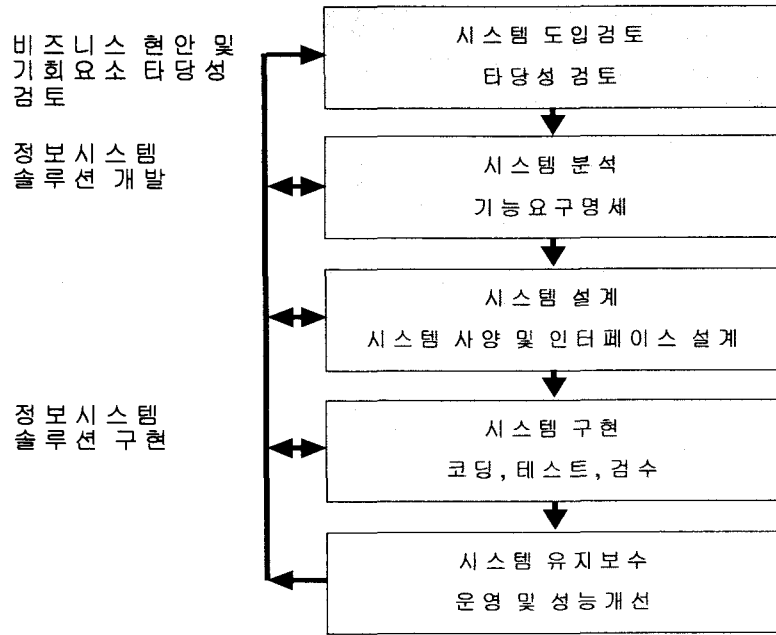 비즈니스 현안 및
기회요소 타당성
검토
시스템 도입검토
타당성 검토
정보시스템
솔루션 개발
시스템 분석
기능요구명세
시스템 설계
시스템 사양 및 인터페이스 설계
정보시스템
솔루션 구현
시스템 구현
코딩, 테스트, 검수
시스템 유지보수
운영 및 성능개선